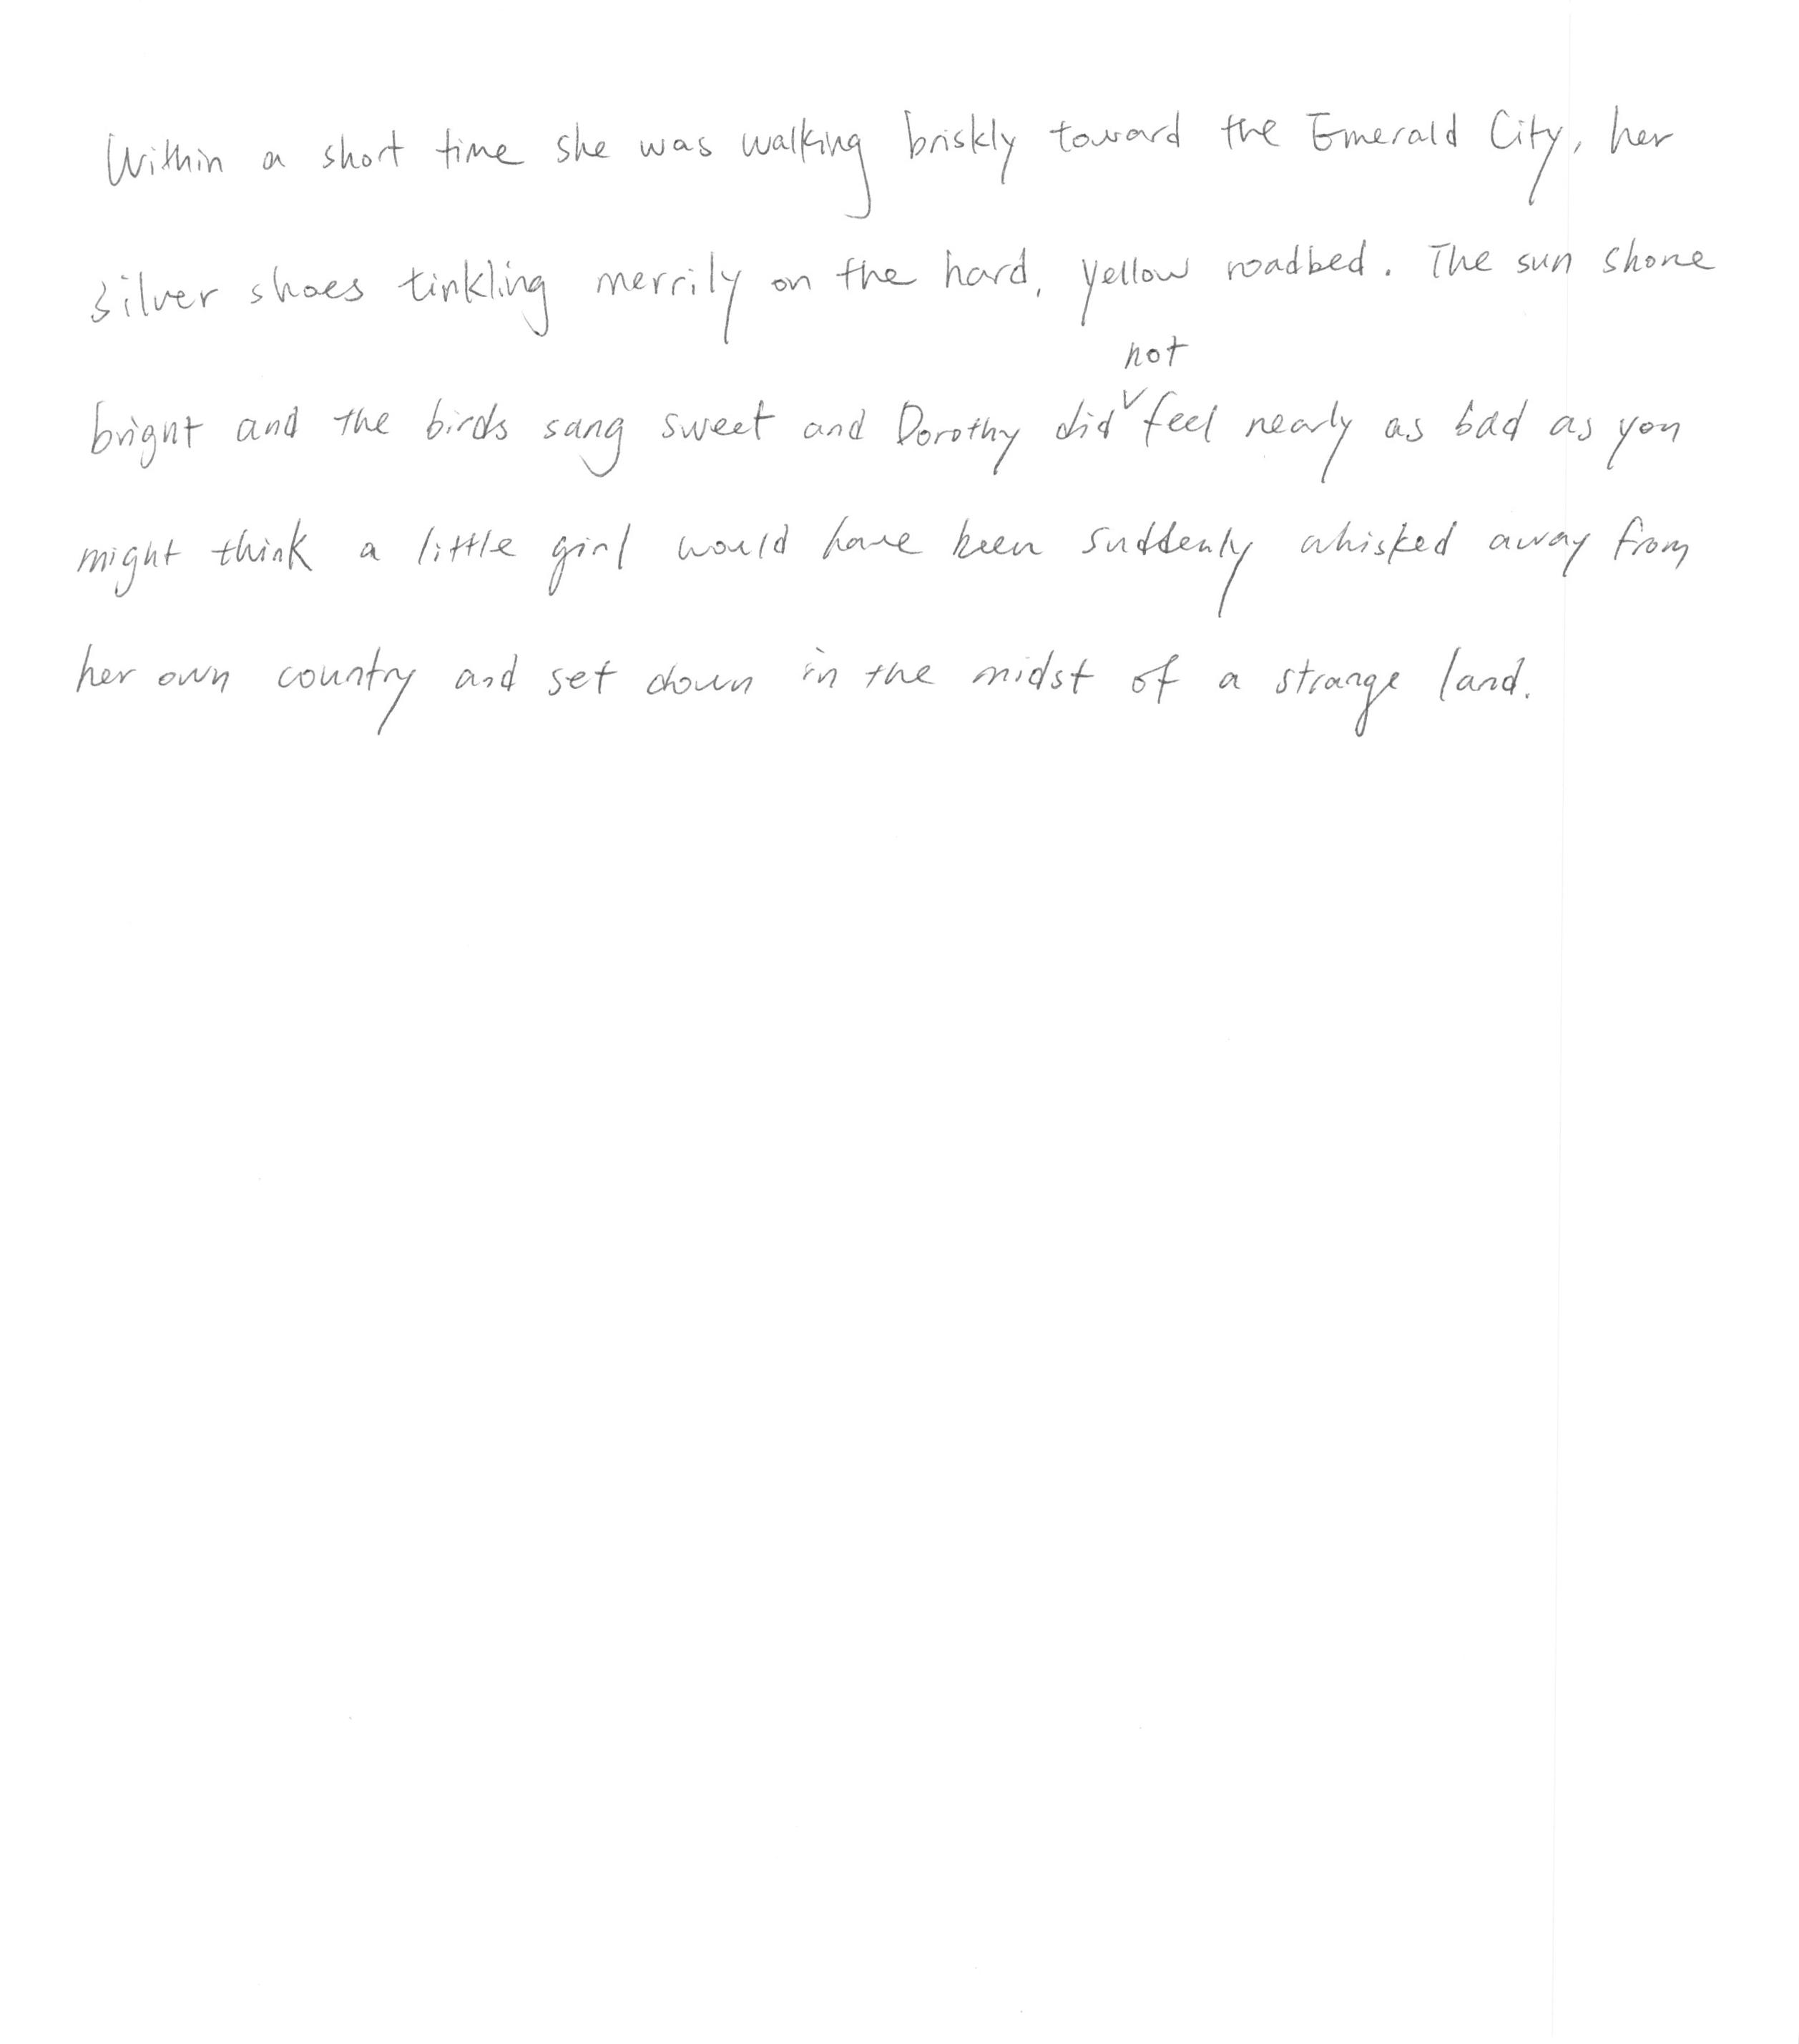 Within a short time she was walking briskly toward the Emerald City, her
silver shoes tinkling merrily on the hard, yellow roadbed. The sun shone
bright and the birds sang sweet and Dorothy did not feel nearly as bad as you
might think a little girl would have been suddenly whisked away from
her own country and set down in the midst of a strange land.